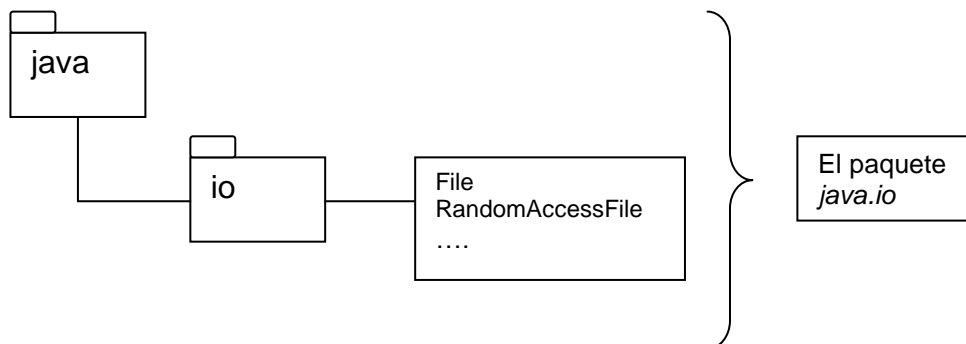 java
io
File
RandomAccessFile
….
El paquete
java.io